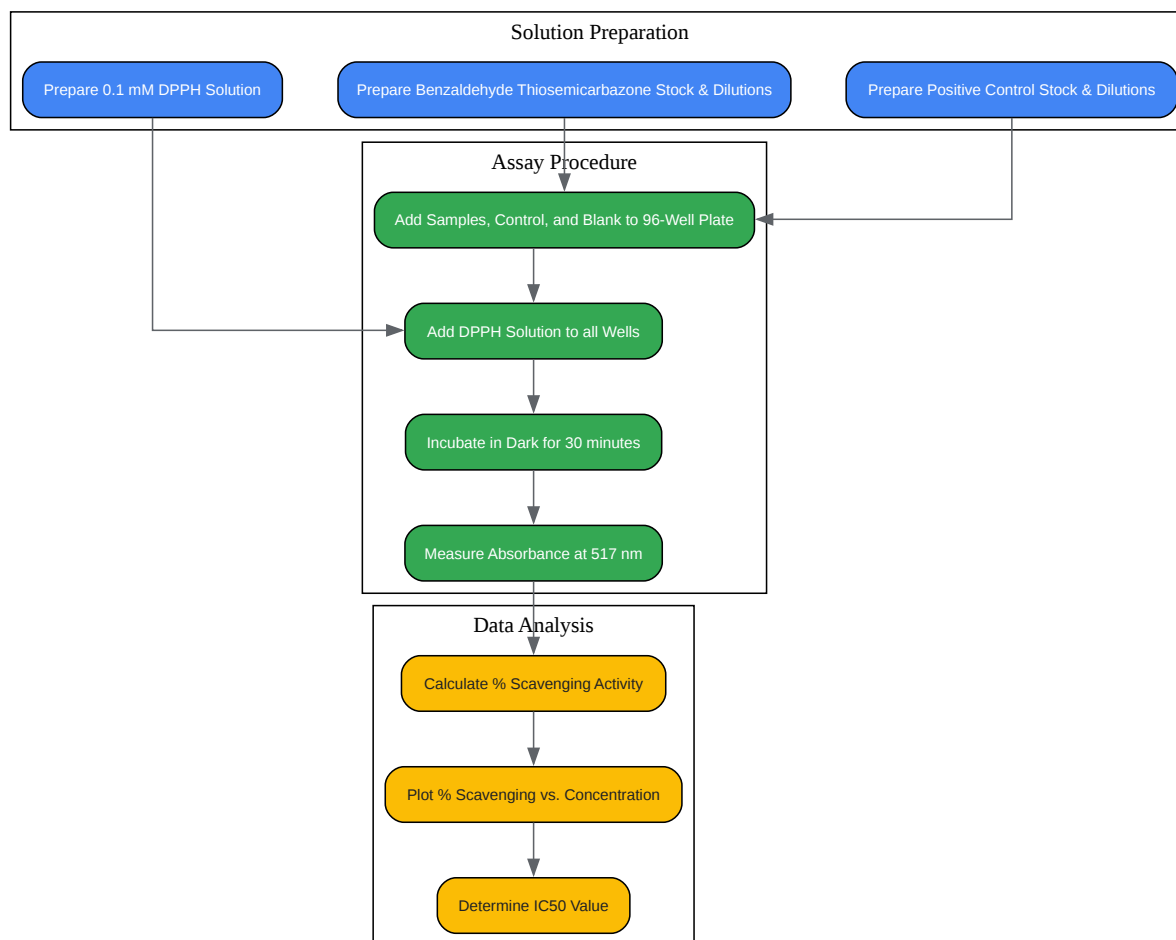 Solution Preparation
Prepare 0.1 mM DPPH Solution
Prepare Benzaldehyde Thiosemicarbazone Stock & Dilutions
Prepare Positive Control Stock & Dilutions
Assay Procedure
Add Samples, Control, and Blank to 96-Well Plate
Add DPPH Solution to all Wells
Incubate in Dark for 30 minutes
Measure Absorbance at 517 nm
Data Analysis
Calculate % Scavenging Activity
Plot % Scavenging vs. Concentration
Determine IC50 Value